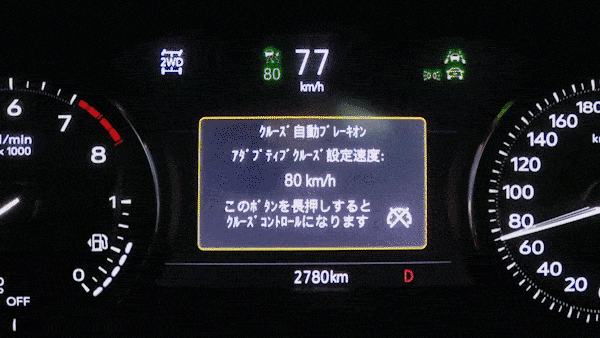 2WD
80
77
km/h
6
7
8
l/min
x 1000
クルーズ 自動ブレーキオン
アダプティブクルーズ設定速度:
80 km/h
このボタンを長押しすると
クルーズコントロールになります
2780km
D
1
0
OFF
180
160
140
120
100
80
60
40
20